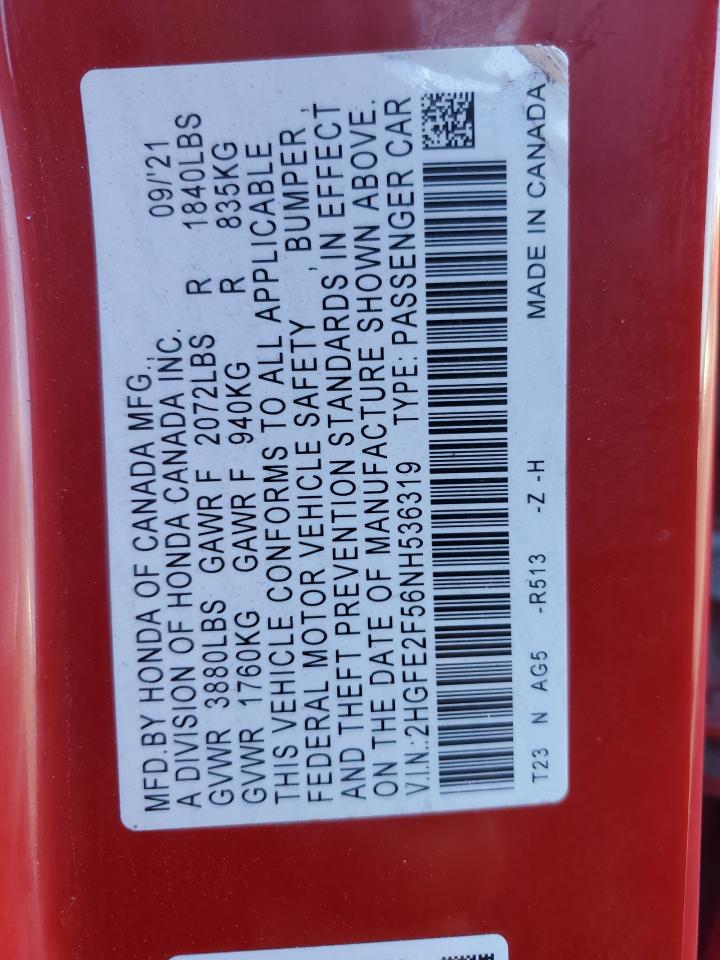 MFD.BY HONDA OF CANADA MFG., 09/'21
A DIVISION OF HONDA CANADA INC.
GVWR 3880LBS GAWR F 2072LBS R 1840LBS
GVWR 1760KG GAWR F 940KG R 835KG
THIS VEHICLE CONFORMS TO ALL APPLICABLE
FEDERAL MOTOR VEHICLE SAFETY , BUMPER ,
AND THEFT PREVENTION STANDARDS IN EFFECT
ON THE DATE OF MANUFACTURE SHOWN ABOVE.
V.I.N.:2HGFE2F56NH536319 TYPE: PASSENGER CAR
T23 N AG5 -R513 -Z -H MADE IN CANADA